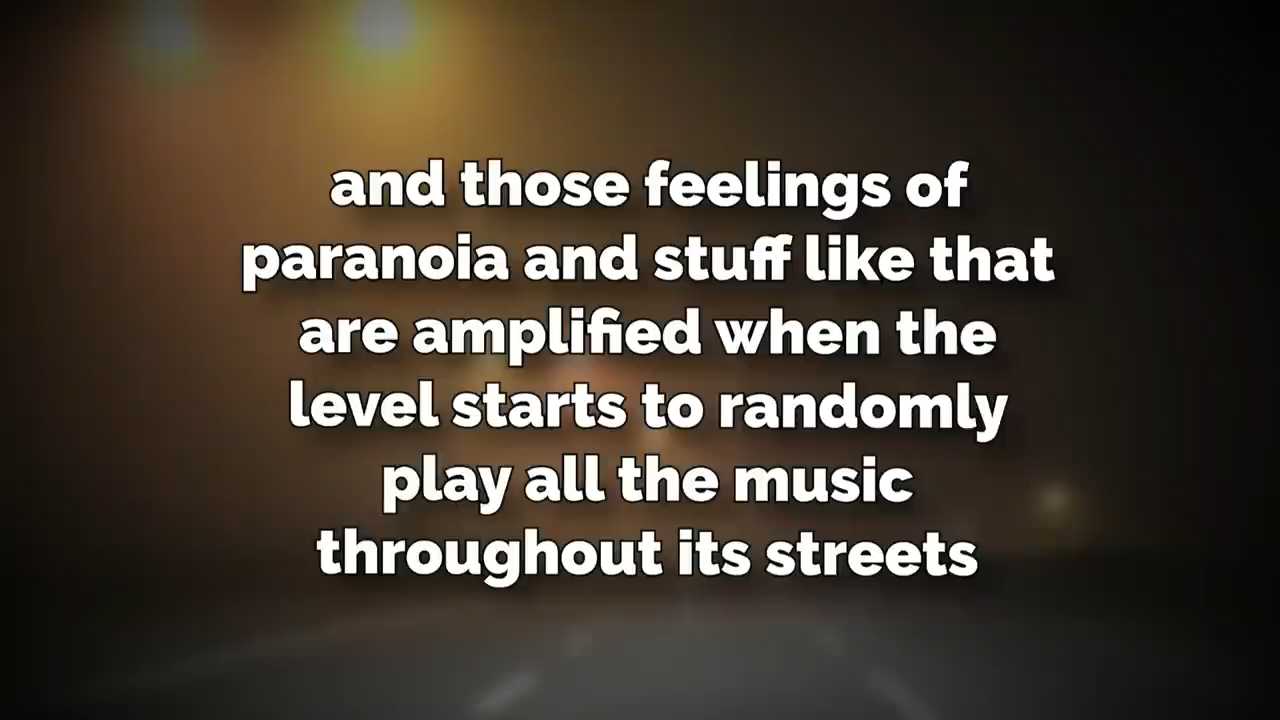 and those feelings of
paranoia and stuff like that
are amplified when the
level starts to randomly
play all the music
throughout its streets